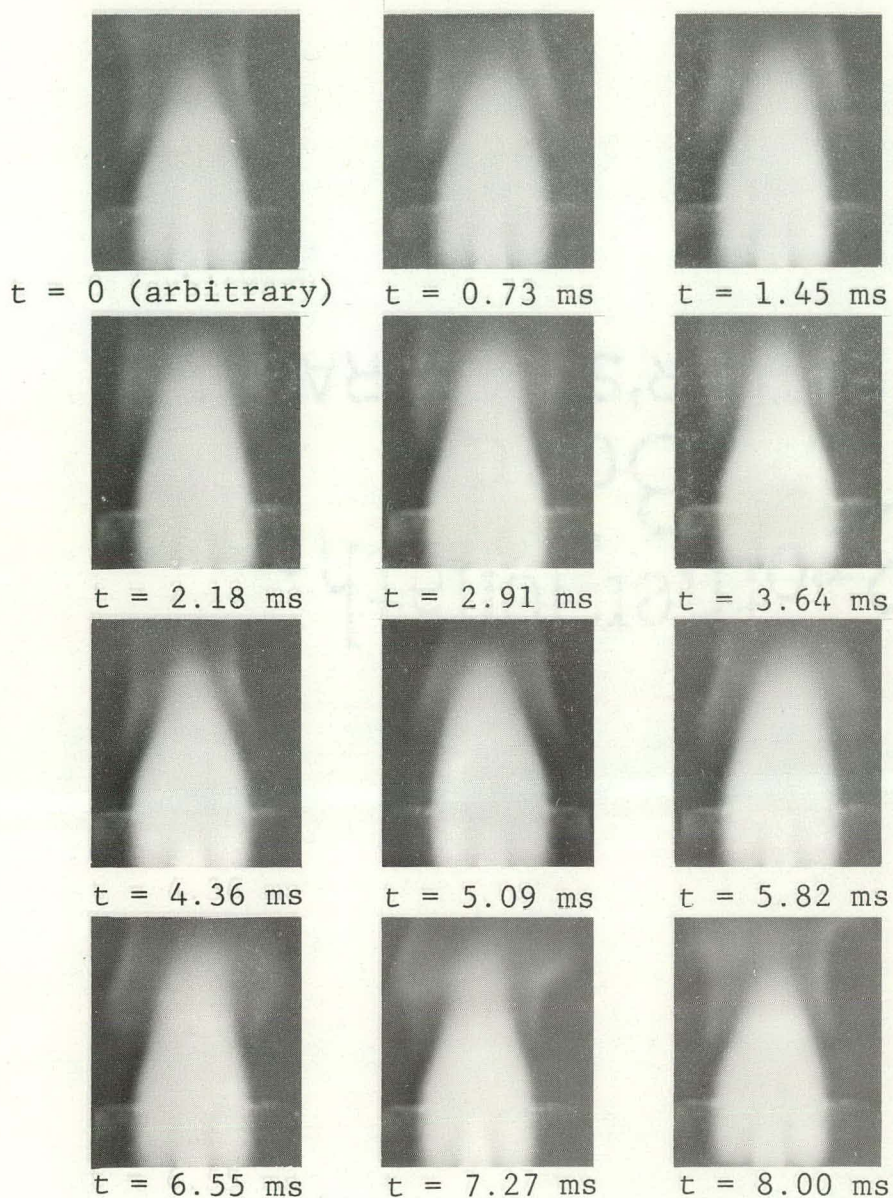 t = 0 (arbitrary) t = 0.73 ms t = 1.45 ms
t = 2.18 ms t = 2.91 ms t = 3.64 ms
t = 4.36 ms t = 5.09 ms t = 5.82 ms
t = 6.55 ms t = 7.27 ms t = 8.00 ms